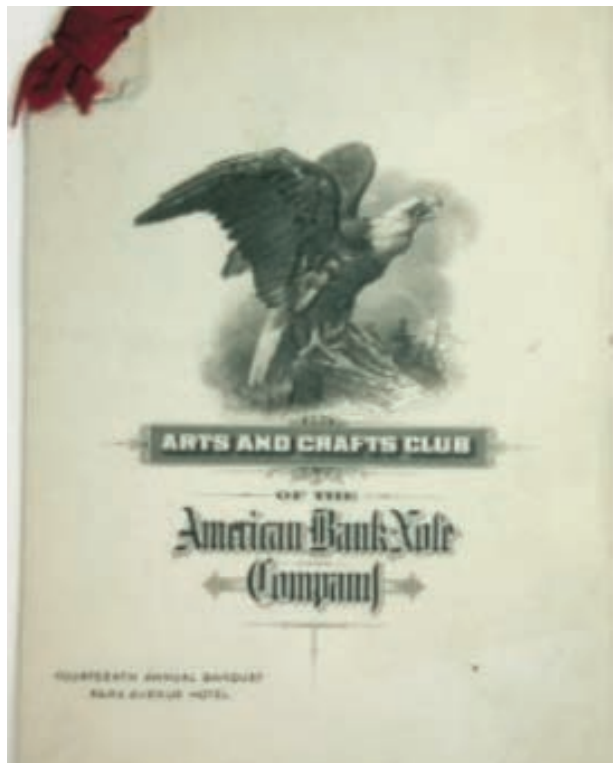 ARTS AND CRAFTS CLUB
OF THE
American Bank Note
Company
FOURTEENTH ANNUAL BANQUET
PARK AVENUE HOTEL